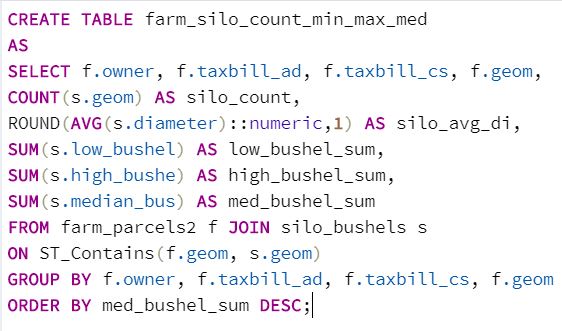 CREATE TABLE farm_silo_count_min_max_med
AS
SELECT f.owner, f.taxbill_ad, f.taxbill_cs, f.geom,
COUNT(s.geom) AS silo_count,
ROUND(AVG(s.diameter)::numeric,1) AS silo_avg_di,
SUM(s.low_bushel) AS low_bushel_sum,
SUM(s.high_bushe) AS high_bushel_sum,
SUM(s.median_bus) AS med_bushel_sum
FROM farm_parcels2 f JOIN silo_bushels s
ON ST_Contains(f.geom, s.geom)
GROUP BY f.owner, f.taxbill_ad, f.taxbill_cs, f.geom
ORDER BY med_bushel_sum DESC;